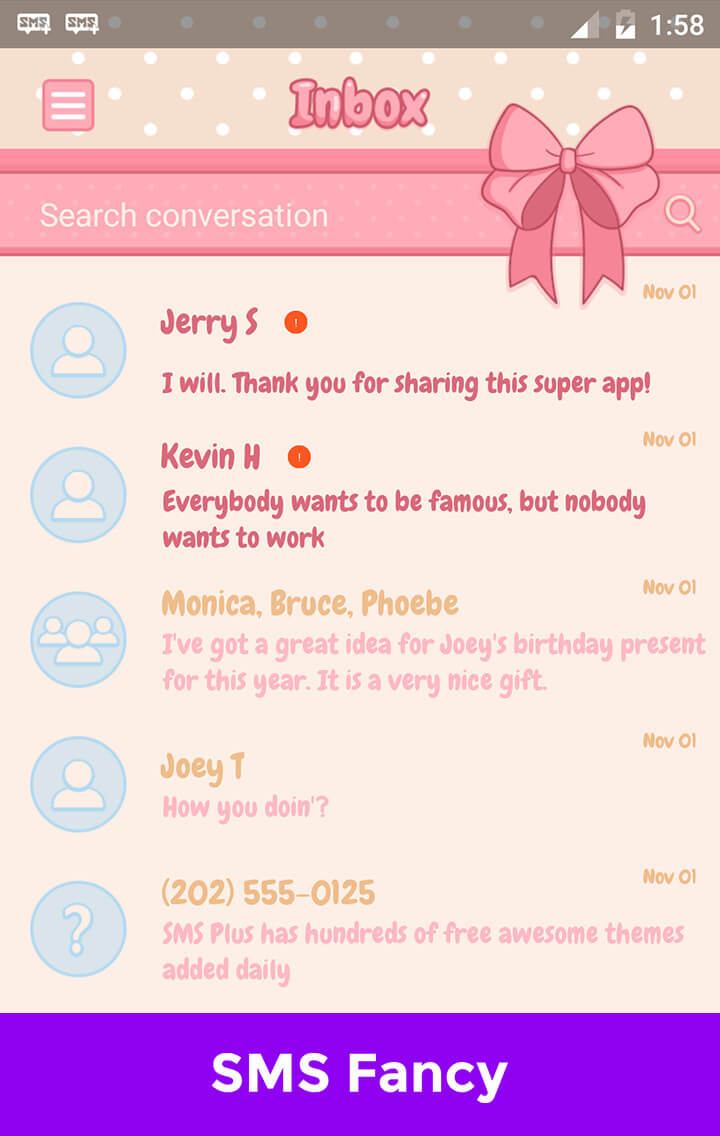 SMS SMS 1:58
Inbox
Search conversation
Nov 01
Jerry S !
I will. Thank you for sharing this super app!
Nov 01
Kevin H !
Everybody wants to be famous, but nobody
wants to work
Nov 01
Monica, Bruce, Phoebe
I've got a great idea for Joey's birthday present
for this year. It is a very nice gift.
Nov 01
Joey T
How you doin'?
Nov 01
(202) 555-0125
?
SMS Plus has hundreds of free awesome themes
added daily
SMS Fancy